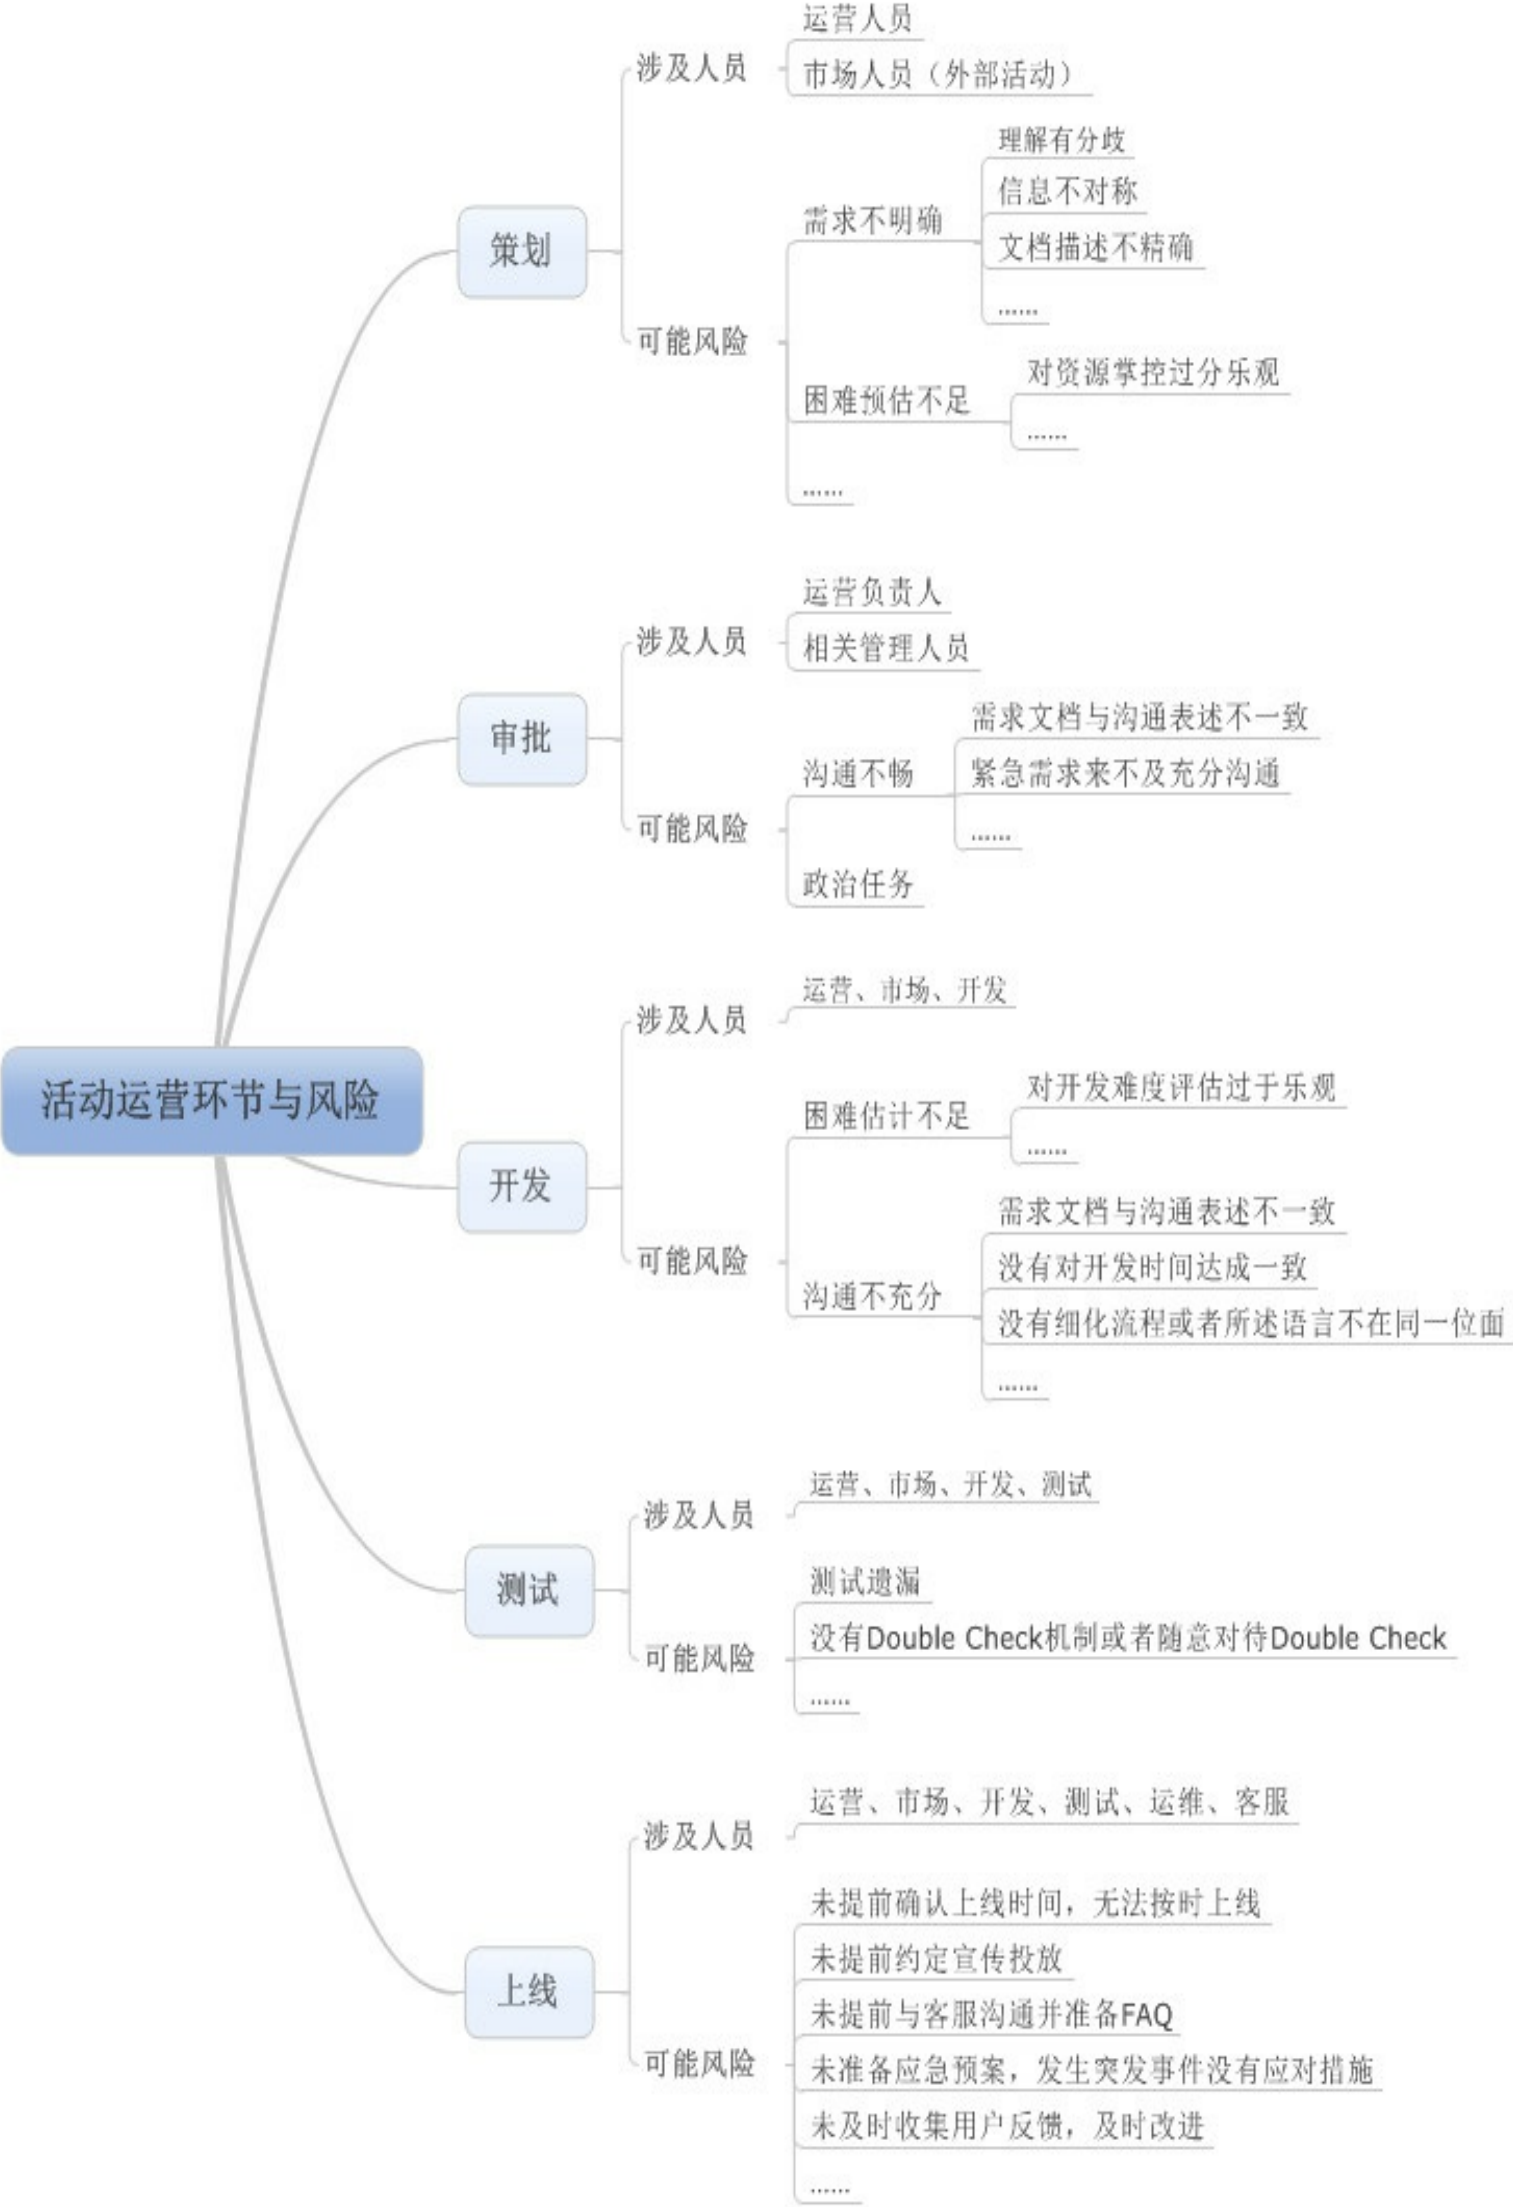 活动运营环节与风险
策划
涉及人员
运营人员
市场人员（外部活动）
可能风险
需求不明确
理解有分歧
信息不对称
文档描述不精确
……
困难预估不足
对资源掌控过分乐观
……
……
审批
涉及人员
运营负责人
相关管理人员
可能风险
沟通不畅
需求文档与沟通表述不一致
紧急需求来不及充分沟通
……
政治任务
开发
涉及人员
运营、市场、开发
可能风险
困难估计不足
对开发难度评估过于乐观
……
沟通不充分
需求文档与沟通表述不一致
没有对开发时间达成一致
没有细化流程或者所述语言不在同一位面
……
测试
涉及人员
运营、市场、开发、测试
可能风险
测试遗漏
没有Double Check机制或者随意对待Double Check
……
上线
涉及人员
运营、市场、开发、测试、运维、客服
可能风险
未提前确认上线时间，无法按时上线
未提前约定宣传投放
未提前与客服沟通并准备FAQ
未准备应急预案，发生突发事件没有应对措施
未及时收集用户反馈，及时改进
……